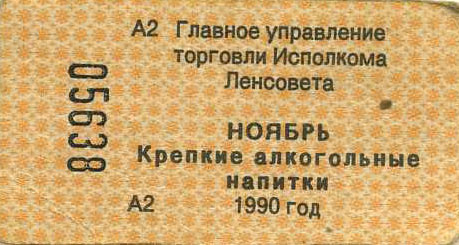 А2 Главное управление
торговли Исполкома
Ленсовета
05638
НОЯБРЬ
Крепкие алкогольные
напитки
А2 1990 год